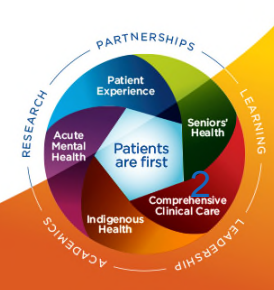 PARTNERSHIPS
LEARNING
LEADERSHIP
ACADEMICS
RESEARCH
Patient
Experience
Seniors'
Health
2
Comprehensive
Clinical Care
Indigenous
Health
Acute
Mental
Health
Patients
are first